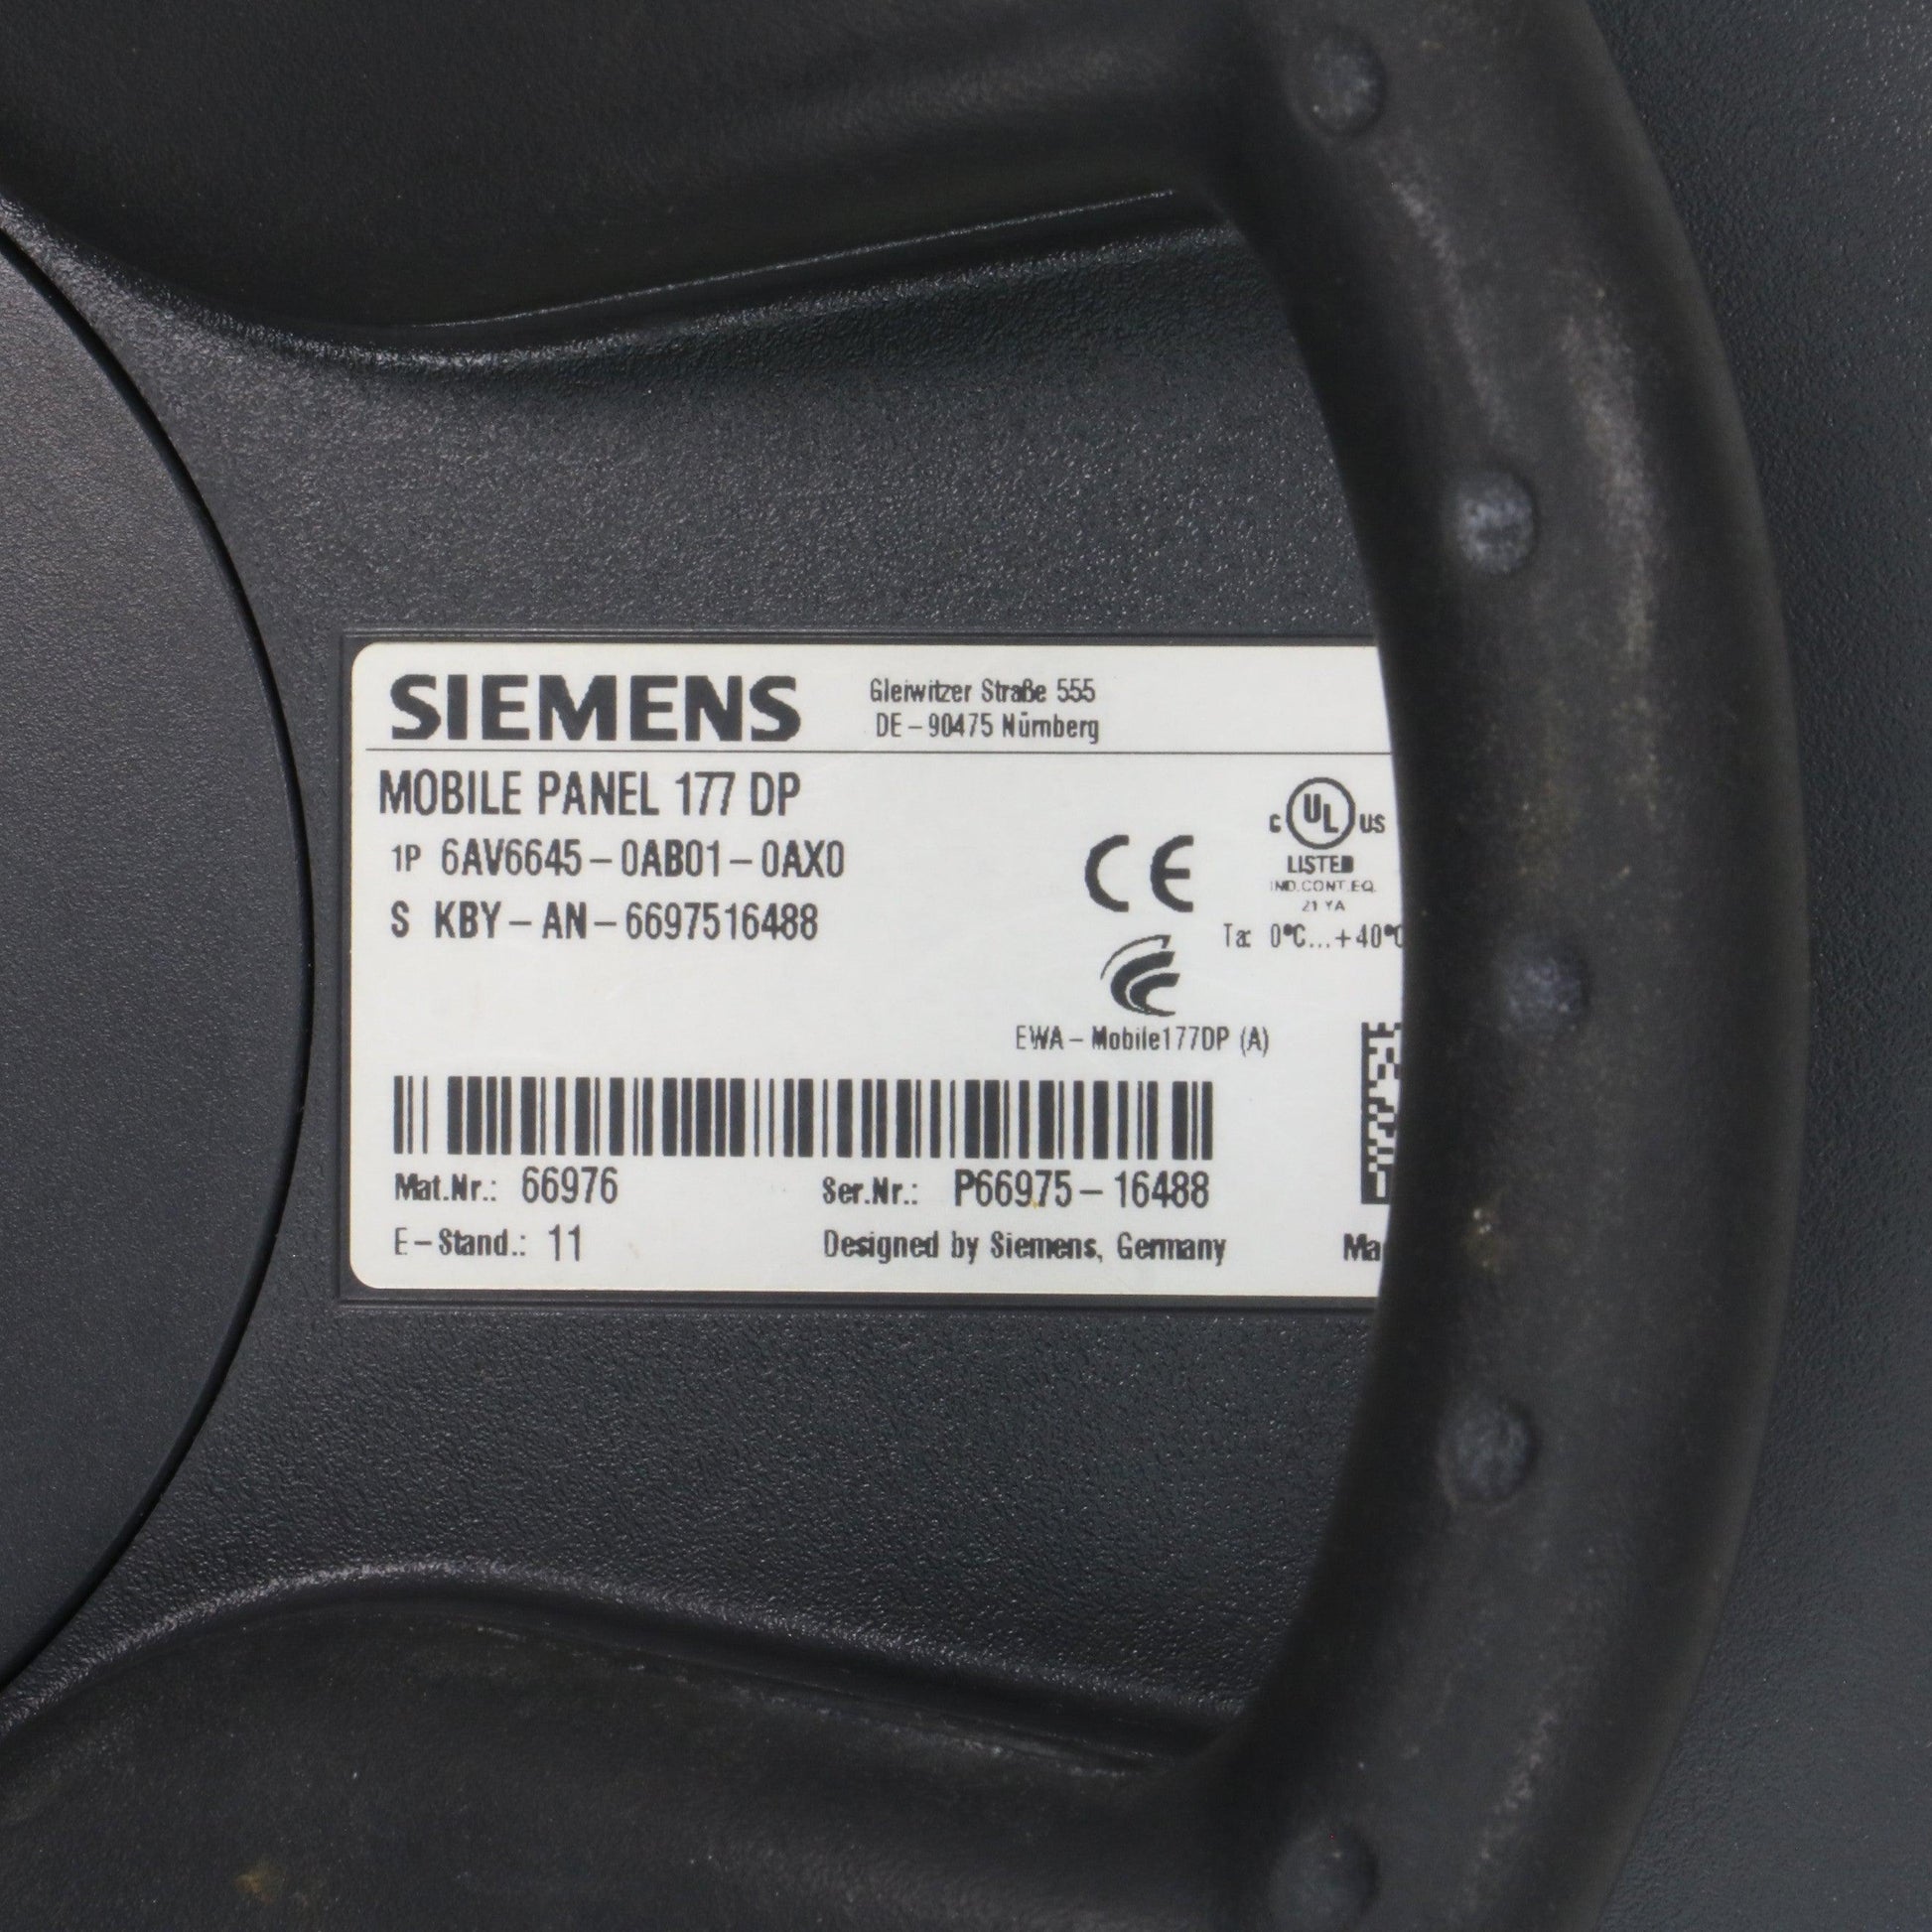 SIEMENS
Gleiwitzer Straße 555
DE-90475 Nürnberg
MOBILE PANEL 177 DP
1P 6AV6645-0AB01-0AX0
S KBY-AN-6697516488
CE
C UL US
LISTED
IND.CONT.EQ.
21 YA
Ta: 0°C...+40°C
EWA-Mobile177DP (A)
Mat.Nr.: 66976
Ser.Nr.: P66975-16488
E-Stand.: 11
Designed by Siemens, Germany